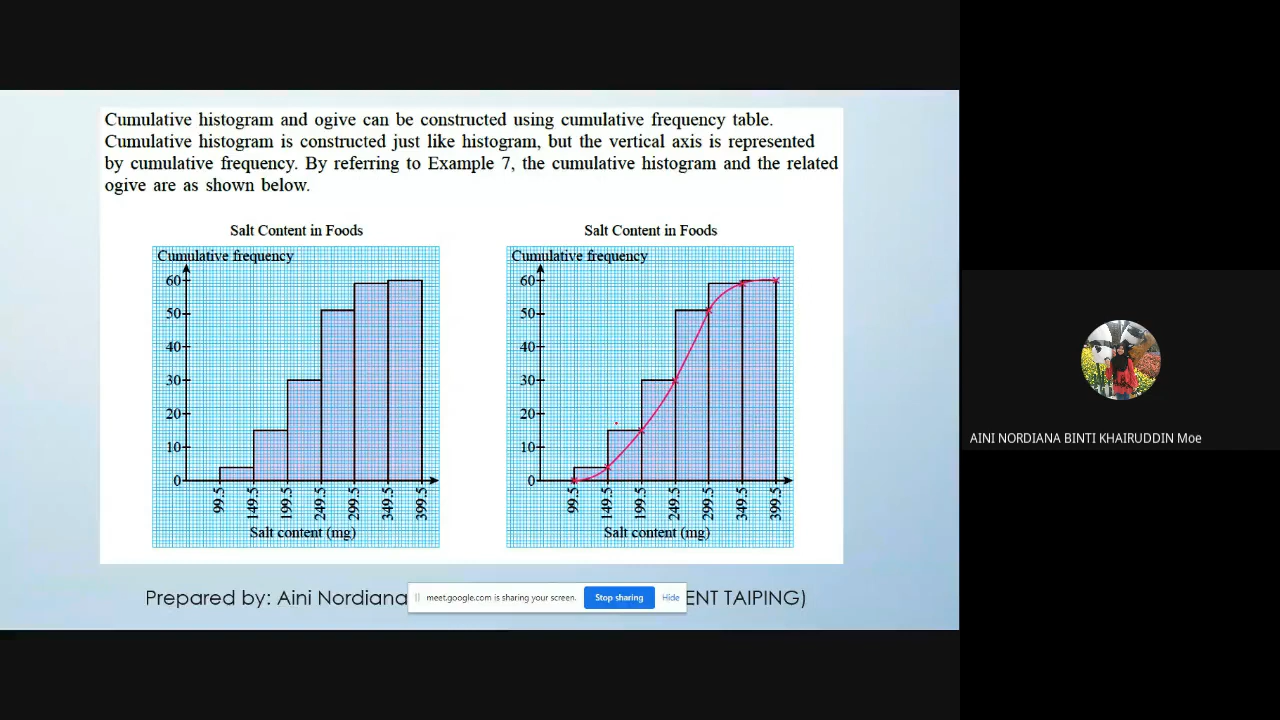 Cumulative histogram and ogive can be constructed using cumulative frequency table.
Cumulative histogram is constructed just like histogram, but the vertical axis is represented
by cumulative frequency. By referring to Example 7, the cumulative histogram and the related
ogive are as shown below.
Salt Content in Foods
Cumulative frequency
60
50
40
30
20
10
0
99.5
149.5
199.5
249.5
299.5
349.5
399.5
Salt content (mg)
Salt Content in Foods
Cumulative frequency
60
50
40
30
20
10
0
99.5
149.5
199.5
249.5
299.5
349.5
399.5
Salt content (mg)
Prepared by: Aini Nordiana
meet.google.com is sharing your screen.
Stop sharing
Hide
ENT TAIPING)
AINI NORDIANA BINTI KHAIRUDDIN Moe